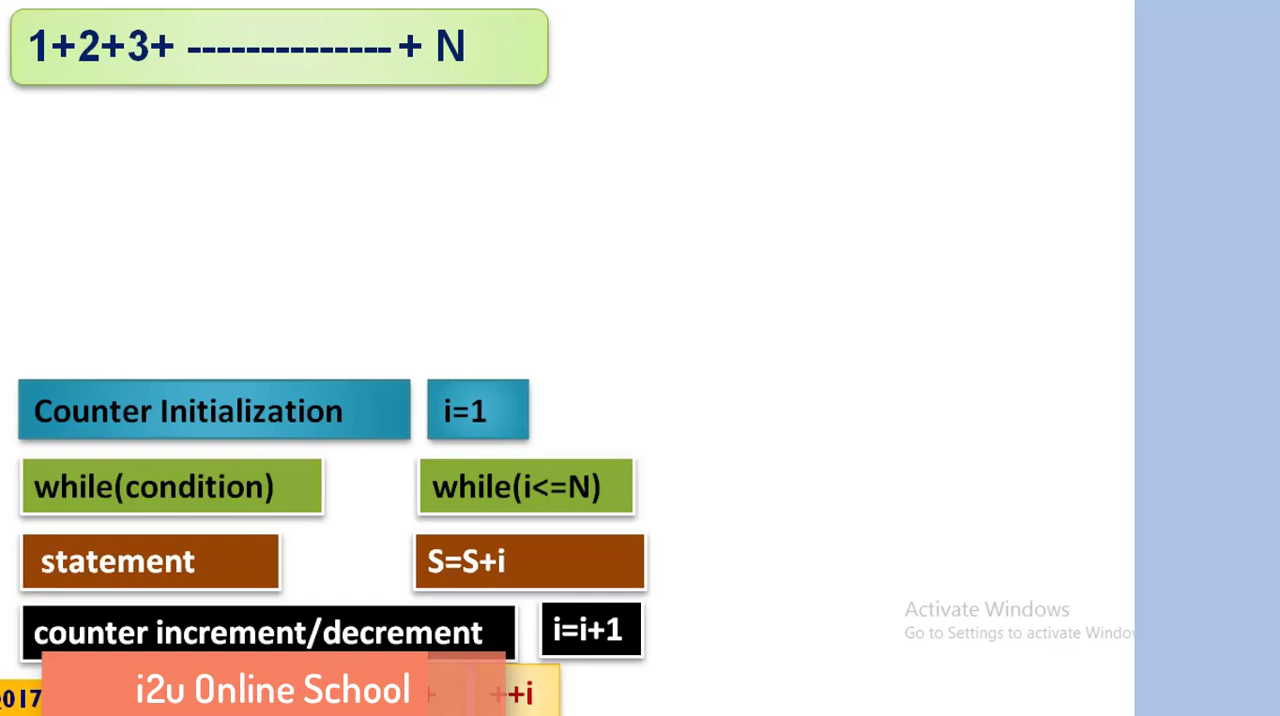 1+2+3+ -------------- + N
Counter Initialization i=1
while(condition) while(i<=N)
statement S=S+i
counter increment/decrement i=i+1
i2u Online School
++i
Activate Windows